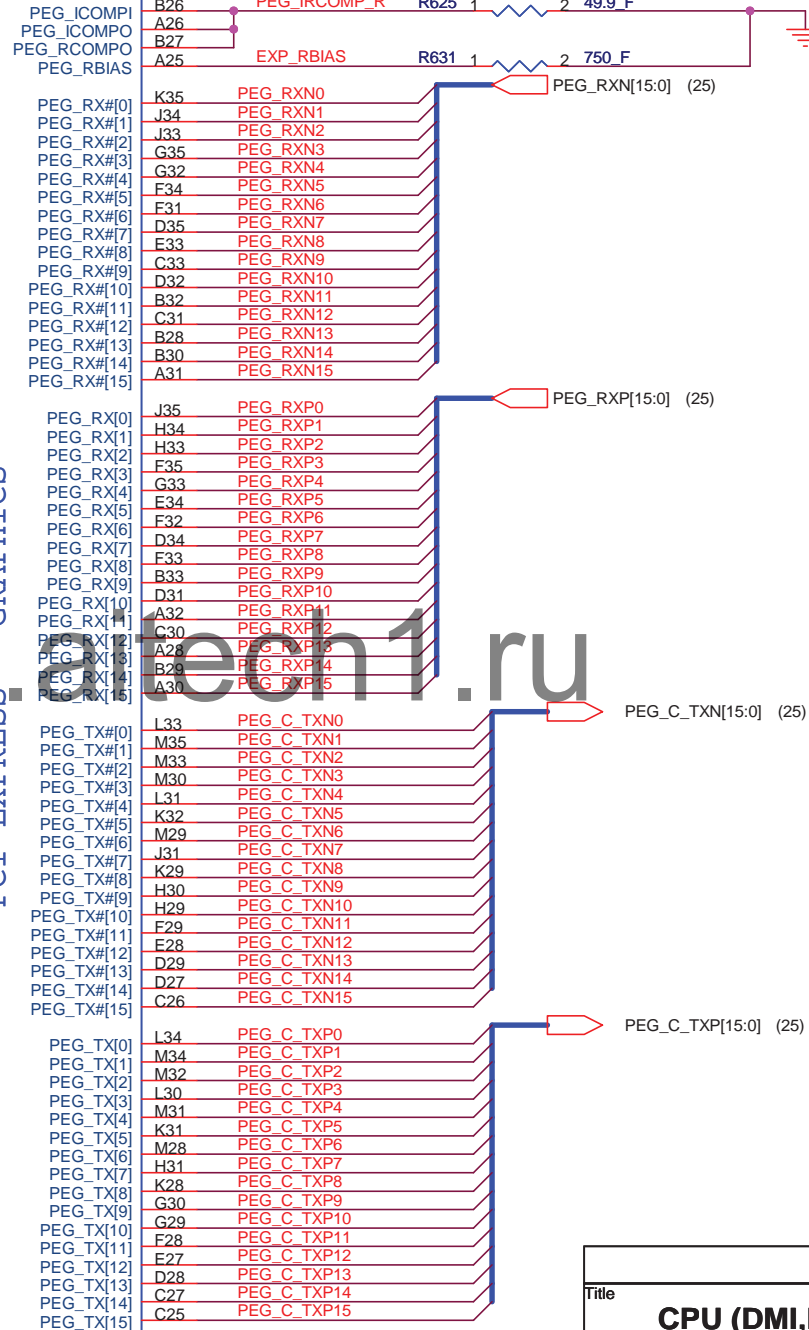 PEG_ICOMPI B26 PEG_IRCOMP_R R625 1 2 49.9_F
PEG_ICOMPO A26
PEG_RCOMPO B27
PEG_RBIAS A25 EXP_RBIAS R631 1 2 750_F
PEG_RXN[15:0] (25)
PEG_RX#[0] K35 PEG_RXN0
PEG_RX#[1] J34 PEG_RXN1
PEG_RX#[2] J33 PEG_RXN2
PEG_RX#[3] G35 PEG_RXN3
PEG_RX#[4] G32 PEG_RXN4
PEG_RX#[5] F34 PEG_RXN5
PEG_RX#[6] F31 PEG_RXN6
PEG_RX#[7] D35 PEG_RXN7
PEG_RX#[8] E33 PEG_RXN8
PEG_RX#[9] C33 PEG_RXN9
PEG_RX#[10] D32 PEG_RXN10
PEG_RX#[11] B32 PEG_RXN11
PEG_RX#[12] C31 PEG_RXN12
PEG_RX#[13] B28 PEG_RXN13
PEG_RX#[14] B30 PEG_RXN14
PEG_RX#[15] A31 PEG_RXN15
PEG_RXP[15:0] (25)
PEG_RX[0] J35 PEG_RXP0
PEG_RX[1] H34 PEG_RXP1
PEG_RX[2] H33 PEG_RXP2
PEG_RX[3] F35 PEG_RXP3
PEG_RX[4] G33 PEG_RXP4
PEG_RX[5] E34 PEG_RXP5
PEG_RX[6] F32 PEG_RXP6
PEG_RX[7] D34 PEG_RXP7
PEG_RX[8] F33 PEG_RXP8
PEG_RX[9] B33 PEG_RXP9
PEG_RX[10] D31 PEG_RXP10
PEG_RX[11] A32 PEG_RXP11
PEG_RX[12] C30 PEG_RXP12
PEG_RX[13] A28 PEG_RXP13
PEG_RX[14] B29 PEG_RXP14
PEG_RX[15] A30 PEG_RXP15
.aitech1.ru
PEG_C_TXN[15:0] (25)
PEG_TX#[0] L33 PEG_C_TXN0
PEG_TX#[1] M35 PEG_C_TXN1
PEG_TX#[2] M33 PEG_C_TXN2
PEG_TX#[3] M30 PEG_C_TXN3
PEG_TX#[4] L31 PEG_C_TXN4
PEG_TX#[5] K32 PEG_C_TXN5
PEG_TX#[6] M29 PEG_C_TXN6
PEG_TX#[7] J31 PEG_C_TXN7
PEG_TX#[8] K29 PEG_C_TXN8
PEG_TX#[9] H30 PEG_C_TXN9
PEG_TX#[10] H29 PEG_C_TXN10
PEG_TX#[11] F29 PEG_C_TXN11
PEG_TX#[12] E28 PEG_C_TXN12
PEG_TX#[13] D29 PEG_C_TXN13
PEG_TX#[14] D27 PEG_C_TXN14
PEG_TX#[15] C26 PEG_C_TXN15
PEG_C_TXP[15:0] (25)
PEG_TX[0] L34 PEG_C_TXP0
PEG_TX[1] M34 PEG_C_TXP1
PEG_TX[2] M32 PEG_C_TXP2
PEG_TX[3] L30 PEG_C_TXP3
PEG_TX[4] M31 PEG_C_TXP4
PEG_TX[5] K31 PEG_C_TXP5
PEG_TX[6] M28 PEG_C_TXP6
PEG_TX[7] H31 PEG_C_TXP7
PEG_TX[8] K28 PEG_C_TXP8
PEG_TX[9] G30 PEG_C_TXP9
PEG_TX[10] G29 PEG_C_TXP10
PEG_TX[11] F28 PEG_C_TXP11
PEG_TX[12] E27 PEG_C_TXP12
PEG_TX[13] D28 PEG_C_TXP13
PEG_TX[14] C27 PEG_C_TXP14
PEG_TX[15] C25 PEG_C_TXP15
Title
CPU (DMI,